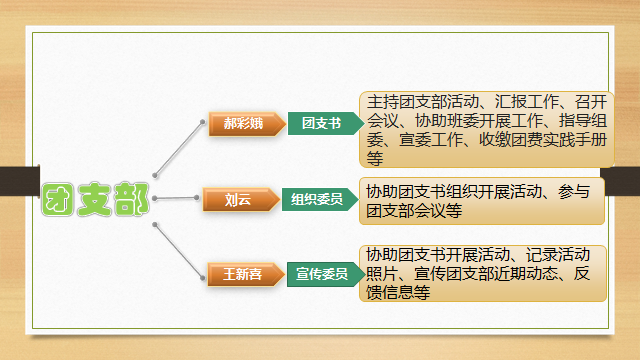 团支部
郝彩娥
团支书
主持团支部活动、汇报工作、召开
会议、协助班委开展工作、指导组
委、宣委工作、收缴团费实践手册
等
刘云
组织委员
协助团支书组织开展活动、参与
团支部会议等
王新喜
宣传委员
协助团支书开展活动、记录活动
照片、宣传团支部近期动态、反
馈信息等